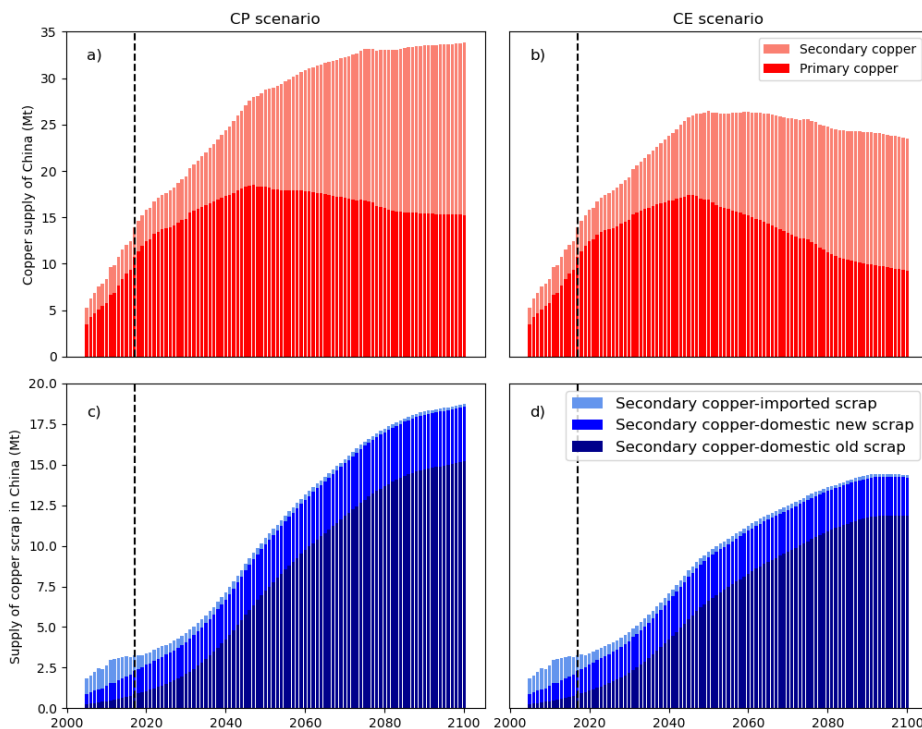 CP scenario
CE scenario
Copper supply of China (Mt)
35
30
25
20
15
10
5
0
a)
b)
Secondary copper
Primary copper
Supply of copper scrap in China (Mt)
20.0
17.5
15.0
12.5
10.0
7.5
5.0
2.5
0.0
c)
d)
Secondary copper-imported scrap
Secondary copper-domestic new scrap
Secondary copper-domestic old scrap
2000 2020 2040 2060 2080 2100
2000 2020 2040 2060 2080 2100